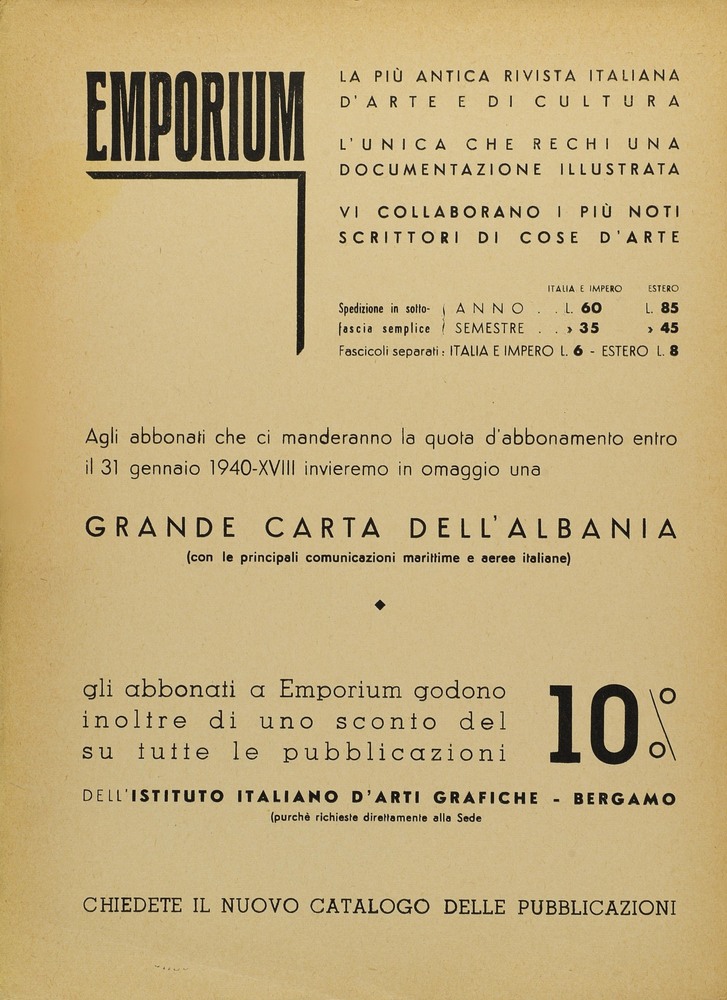 EMPORIUM
LA PIÙ ANTICA RIVISTA ITALIANA
D'ARTE E DI CULTURA
L'UNICA CHE RECHI UNA
DOCUMENTAZIONE ILLUSTRATA
VI COLLABORANO I PIÙ NOTI
SCRITTORI DI COSE D'ARTE
ITALIA E IMPERO ESTERO
Spedizione in sotto- ( ANNO . . L. 60 L. 85
fascia semplice ( SEMESTRE . . » 35 » 45
Fascicoli separati: ITALIA E IMPERO L. 6 - ESTERO L. 8
Agli abbonati che ci manderanno la quota d'abbonamento entro
il 31 gennaio 1940-XVIII invieremo in omaggio una
GRANDE CARTA DELL'ALBANIA
(con le principali comunicazioni marittime e aeree italiane)
gli abbonati a Emporium godono
inoltre di uno sconto del
su tutte le pubblicazioni
10%
DELL'ISTITUTO ITALIANO D'ARTI GRAFICHE - BERGAMO
(purchè richieste direttamente alla Sede
CHIEDETE IL NUOVO CATALOGO DELLE PUBBLICAZIONI